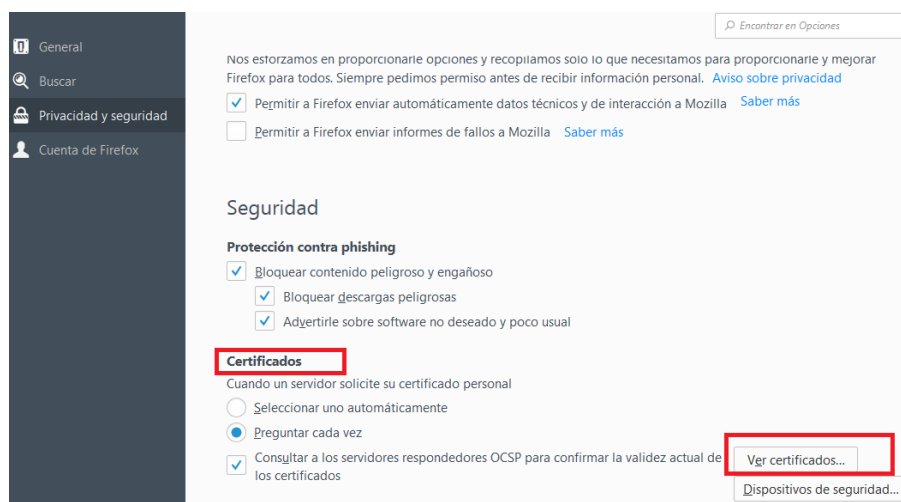 Encontrar en Opciones
General
Buscar
Privacidad y seguridad
Cuenta de Firefox
Nos esforzamos en proporcionarle opciones y recopilamos solo lo que necesitamos para proporcionarle y mejorar
Firefox para todos. Siempre pedimos permiso antes de recibir información personal. Aviso sobre privacidad
Permitir a Firefox enviar automáticamente datos técnicos y de interacción a Mozilla Saber más
Permitir a Firefox enviar informes de fallos a Mozilla Saber más
Seguridad
Protección contra phishing
Bloquear contenido peligroso y engañoso
Bloquear descargas peligrosas
Advertirle sobre software no deseado y poco usual
Certificados
Cuando un servidor solicite su certificado personal
Seleccionar uno automáticamente
Preguntar cada vez
Consultar a los servidores respondedores OCSP para confirmar la validez actual de
los certificados
Ver certificados...
Dispositivos de seguridad...